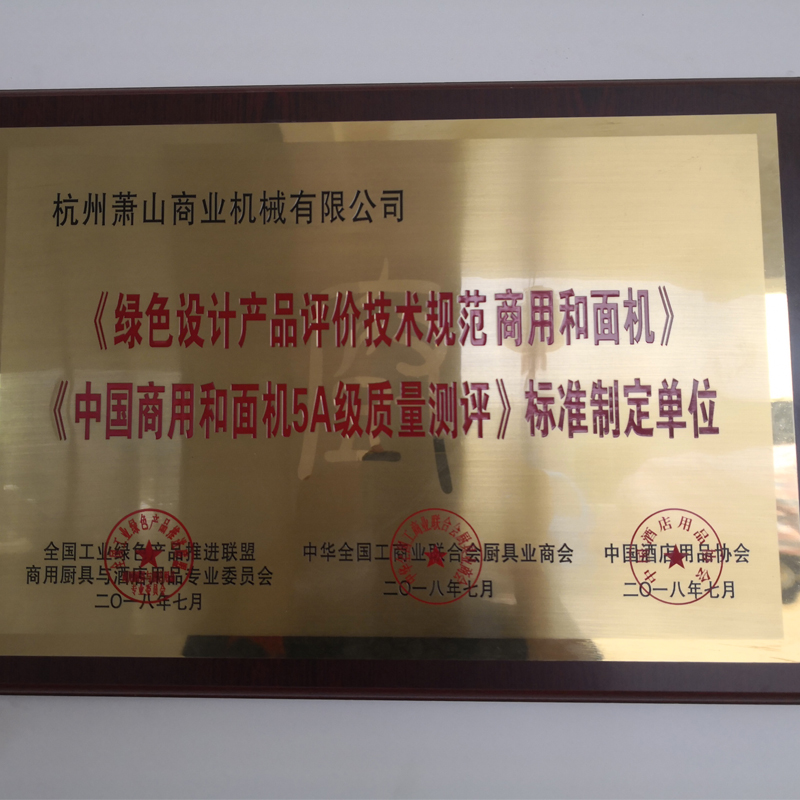 杭州萧山商业机械有限公司
《绿色设计产品评价技术规范 商用和面机》
《中国商用和面机5A级质量测评》标准制定单位
全国工业绿色产品推进联盟
商用厨具与酒店用品专业委员会
二〇一八年七月
中华全国工商业联合会厨具业商会
二〇一八年七月
中国酒店用品协会
二〇一八年七月